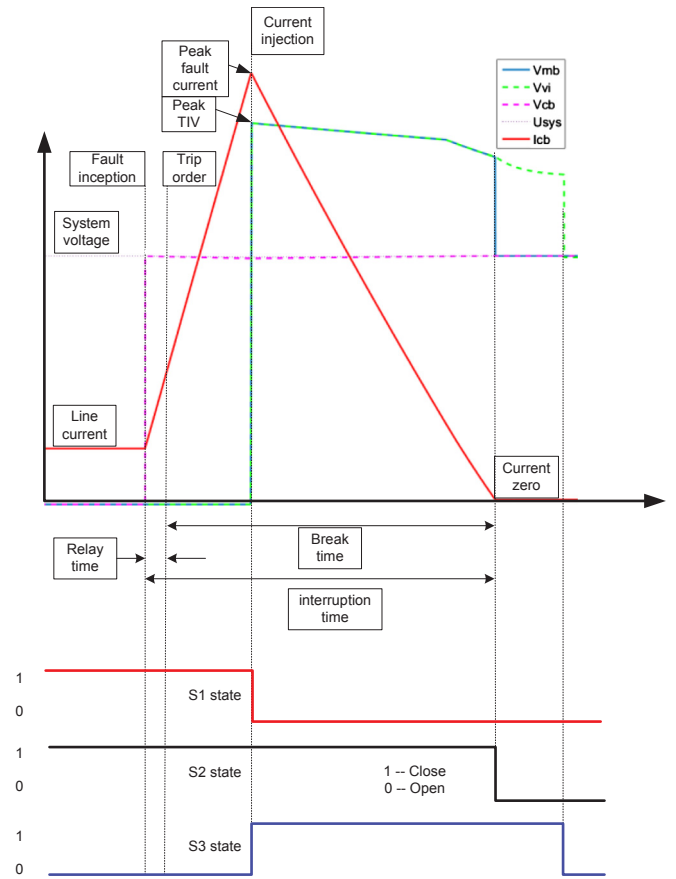 Current
injection
Peak
fault
current
Peak
TIV
Vmb
Vvi
Vcb
Usys
Icb
Fault
inception
Trip
order
System
voltage
Line
current
Current
zero
Relay
time
Break
time
interruption
time
1
S1 state
0
1
S2 state
1 -- Close
0
0 -- Open
1
S3 state
0